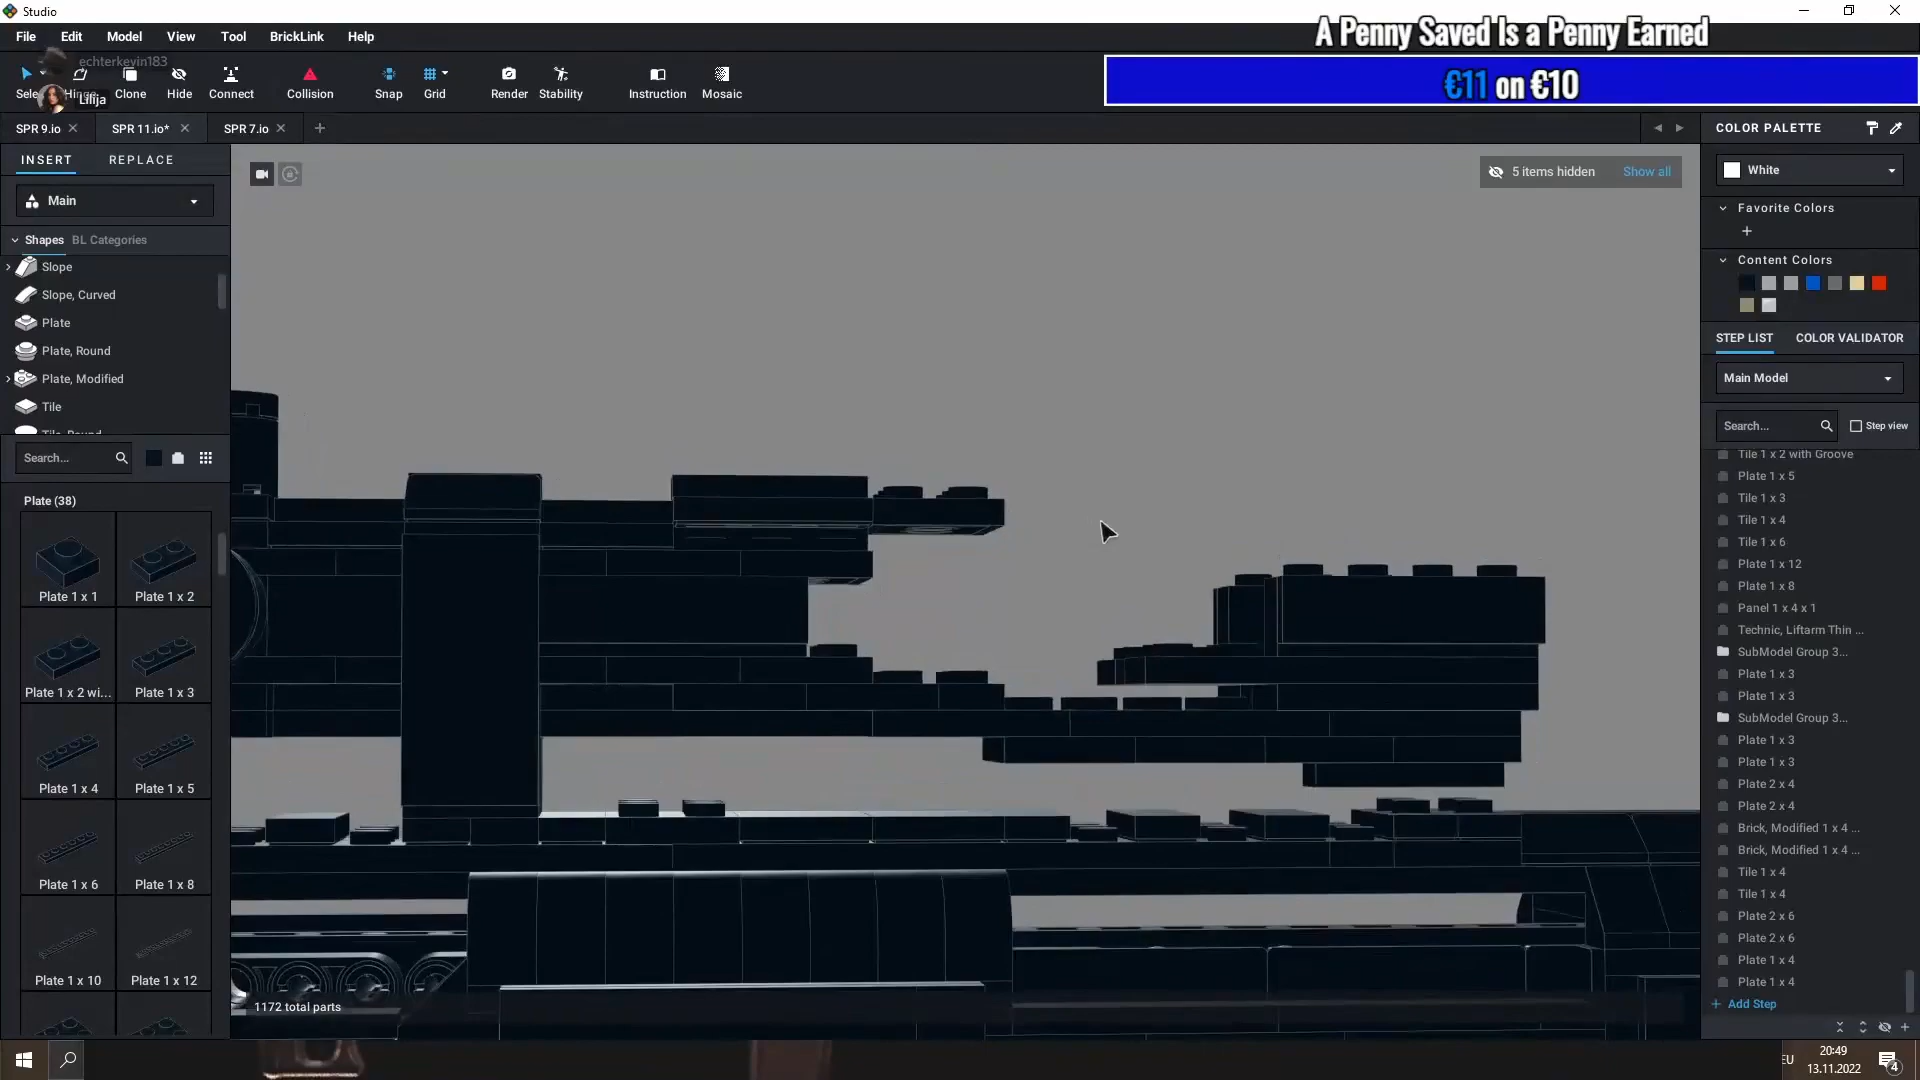 Studio
A Penny Saved Is a Penny Earned
File Edit Model View Tool BrickLink Help
echterkevin183
€11 on €10
Clone Hide Connect Collision Snap Grid Render Stability Instruction Mosaic
Lilija
SPR 9.io SPR 11.io* SPR 7.io
COLOR PALETTE
INSERT REPLACE
White
5 items hidden Show all
Main
Favorite Colors
Shapes BL Categories
Content Colors
Slope
Slope, Curved
Plate
Plate, Round
Plate, Modified
Tile
STEP LIST COLOR VALIDATOR
Main Model
Search...
Search... Step view
Plate (38)
Plate 1 x 1 Plate 1 x 2
Plate 1 x 2 wi... Plate 1 x 3
Plate 1 x 4 Plate 1 x 5
Plate 1 x 6 Plate 1 x 8
Plate 1 x 10 Plate 1 x 12
Tile 1 x 2 with Groove
Plate 1 x 5
Tile 1 x 3
Tile 1 x 4
Tile 1 x 6
Plate 1 x 12
Plate 1 x 8
Panel 1 x 4 x 1
Technic, Liftarm Thin ...
SubModel Group 3...
Plate 1 x 3
Plate 1 x 3
SubModel Group 3...
Plate 1 x 3
Plate 1 x 3
Plate 2 x 4
Plate 2 x 4
Brick, Modified 1 x 4 ...
Brick, Modified 1 x 4 ...
Tile 1 x 4
Tile 1 x 4
Plate 2 x 6
Plate 2 x 6
Plate 1 x 4
Plate 1 x 4
Add Step
1172 total parts
20:49
13.11.2022
4